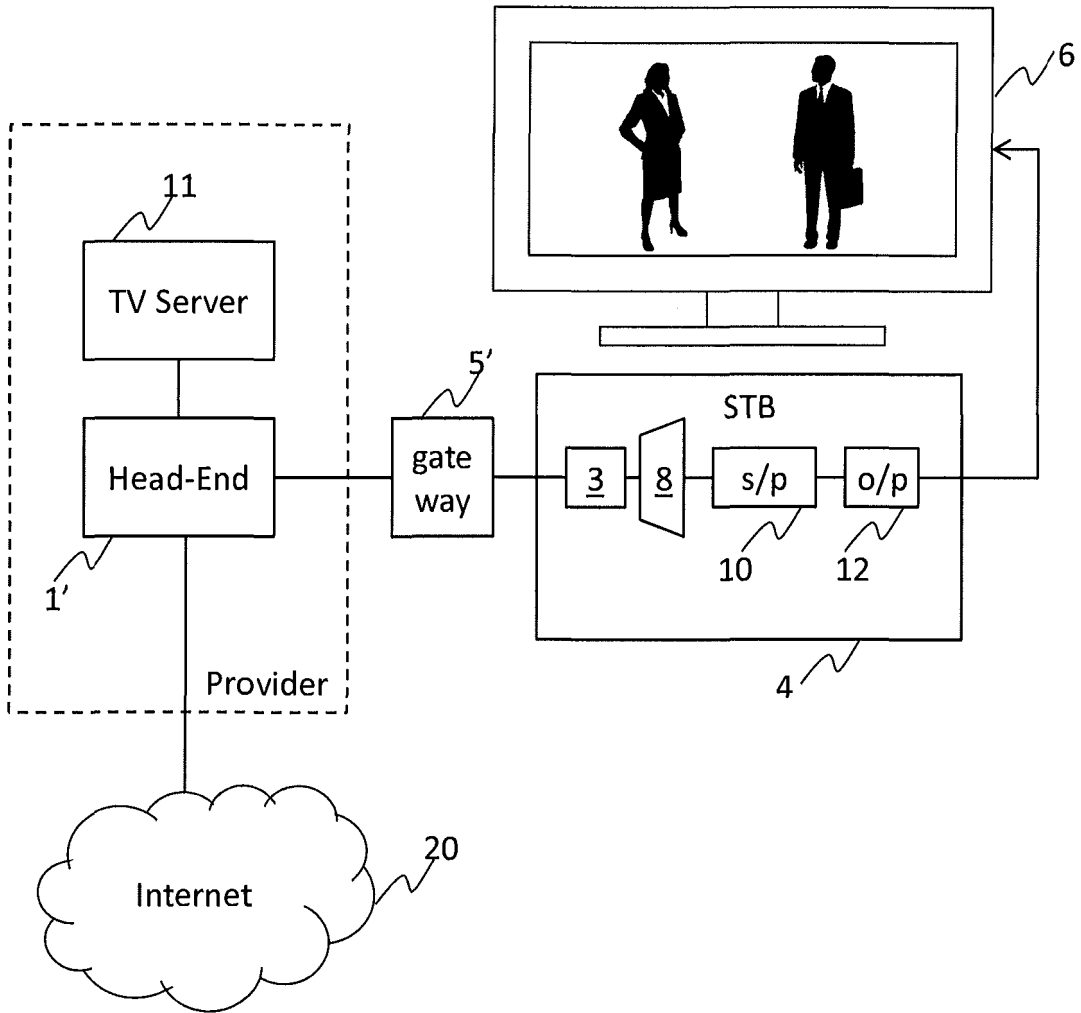 6
11
TV Server
5’
STB
Head-End
gate
way
3
8
s/p
o/p
10
12
1’
4
Provider
20
Internet